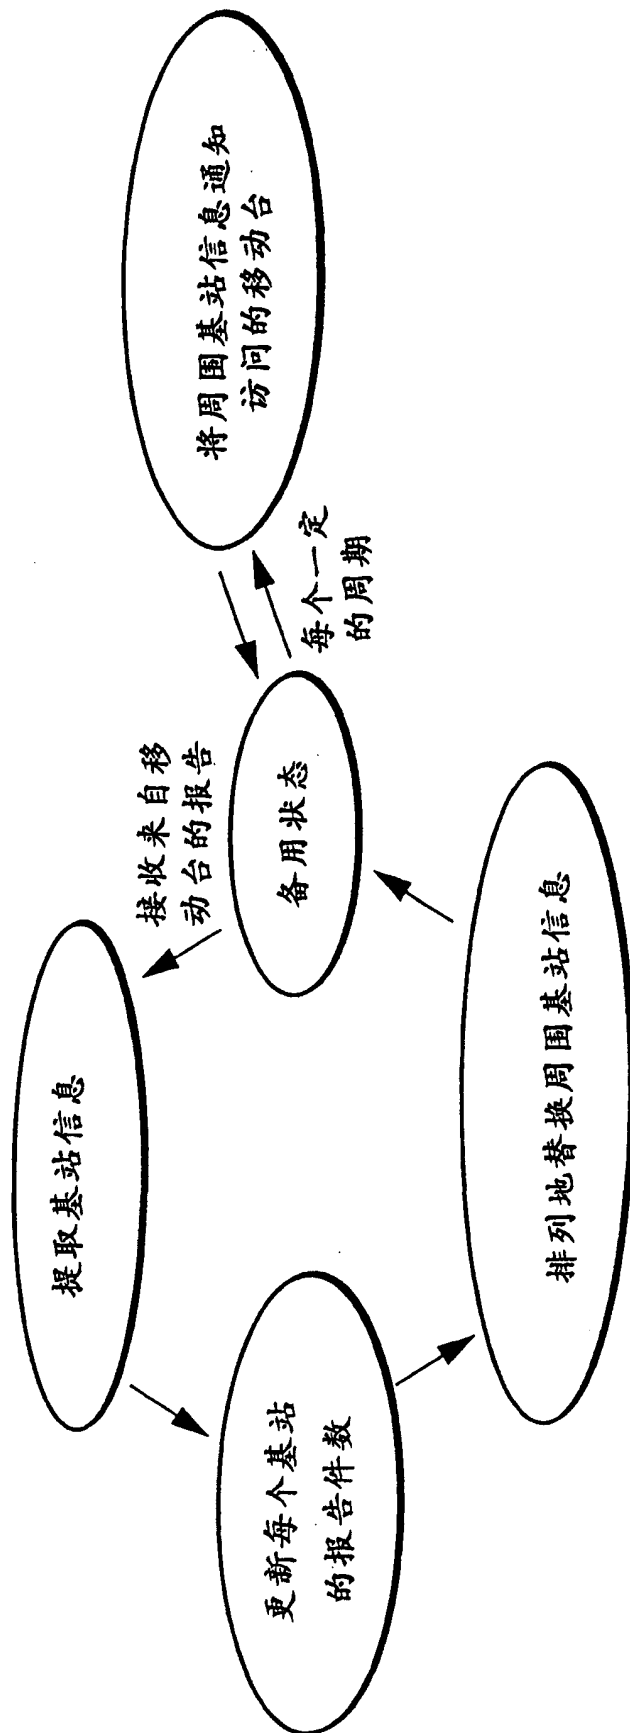 提取基站信息
接收来自移
动台的报告
更新每个基站
的报告件数
备用状态
将周围基站信息通知
访问的移动台
每个一定
的周期
排列地替换周围基站信息